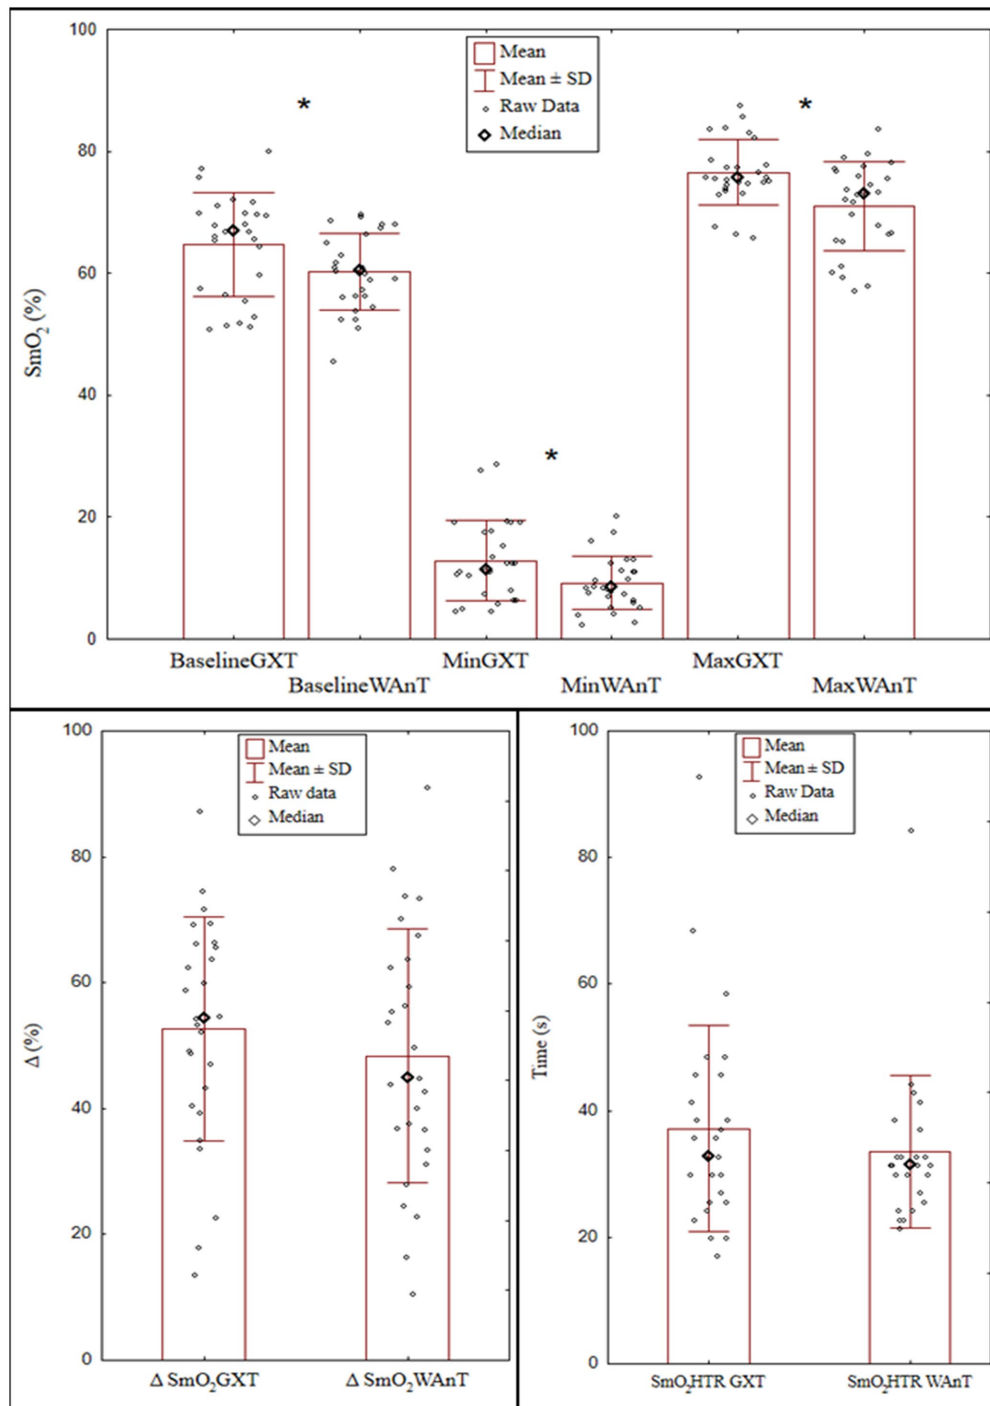 100
80
60
40
20
0
SmO2 (%)
Mean
Mean ± SD
Raw Data
Median
*
*
*
BaselineGXT
BaselineWAnT
MinGXT
MinWAnT
MaxGXT
MaxWAnT
100
80
60
40
20
0
Δ (%)
Mean
Mean ± SD
Raw data
Median
Δ SmO2GXT
Δ SmO2WAnT
100
80
60
40
20
0
Time (s)
Mean
Mean ± SD
Raw Data
Median
SmO2HTR GXT
SmO2HTR WAnT